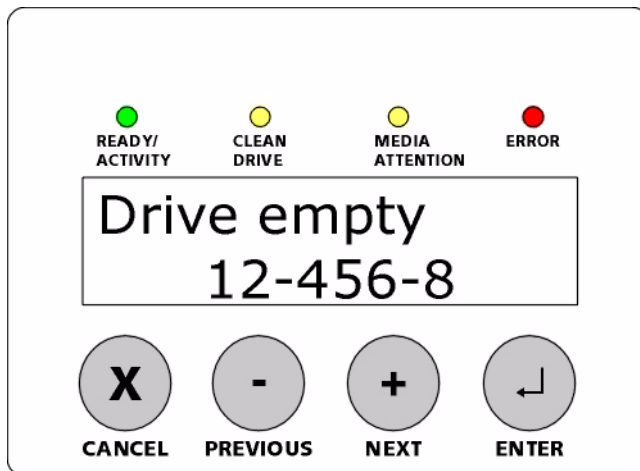 READY/ CLEAN MEDIA ERROR
ACTIVITY DRIVE ATTENTION
Drive empty
12-456-8
X - +
CANCEL PREVIOUS NEXT ENTER